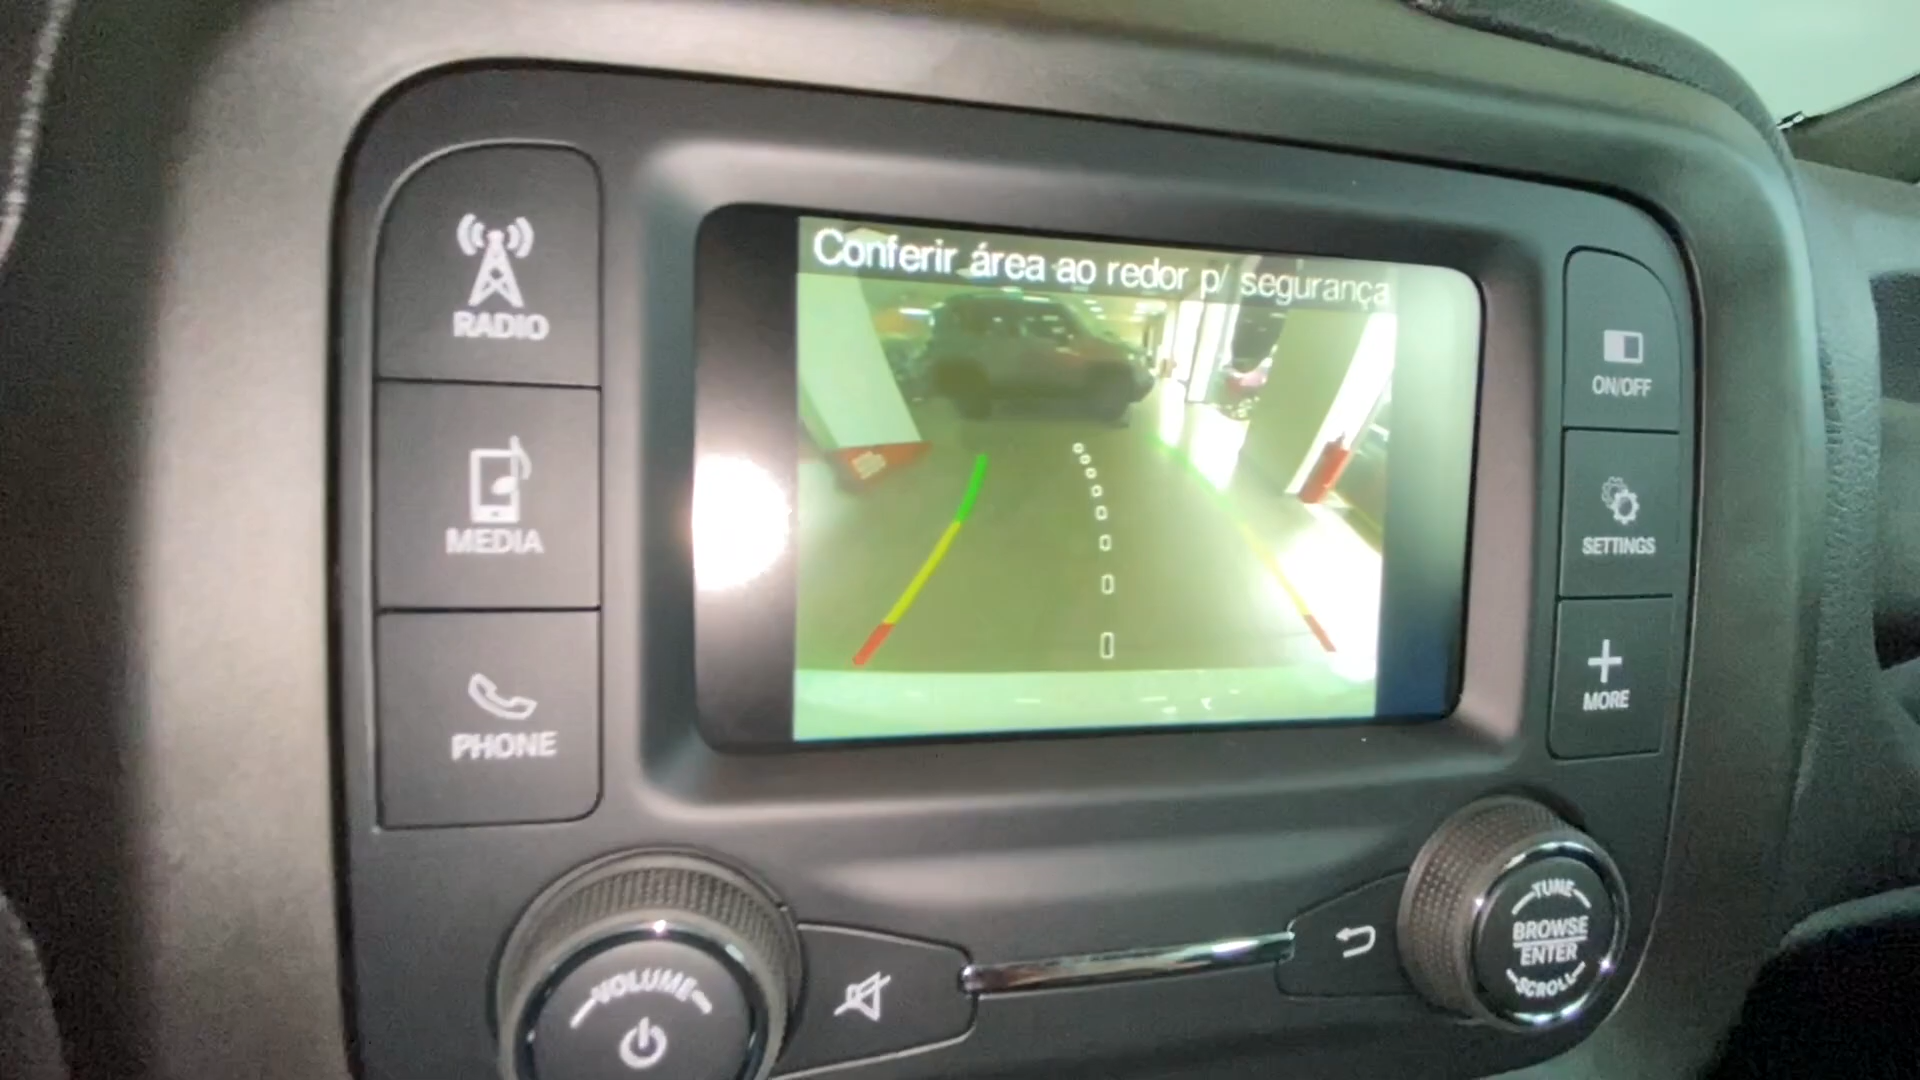 Conferir área ao redor p/ segurança
RADIO
MEDIA
PHONE
ON/OFF
SETTINGS
MORE
VOLUME
TUNE
BROWSE
ENTER
SCROLL